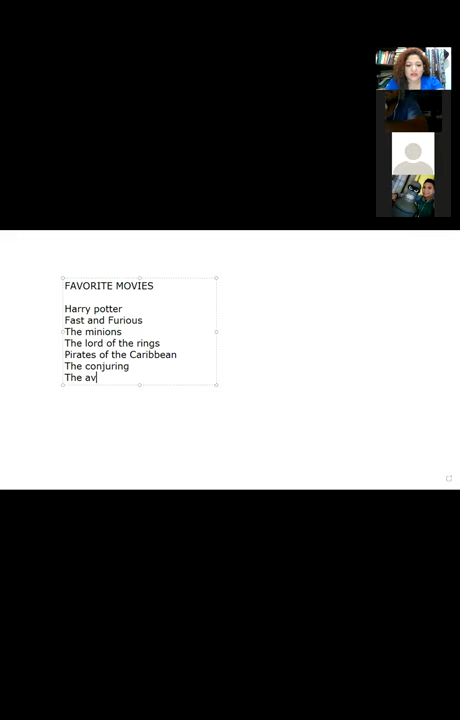 FAVORITE MOVIES
Harry potter
Fast and Furious
The minions
The lord of the rings
Pirates of the Caribbean
The conjuring
The av